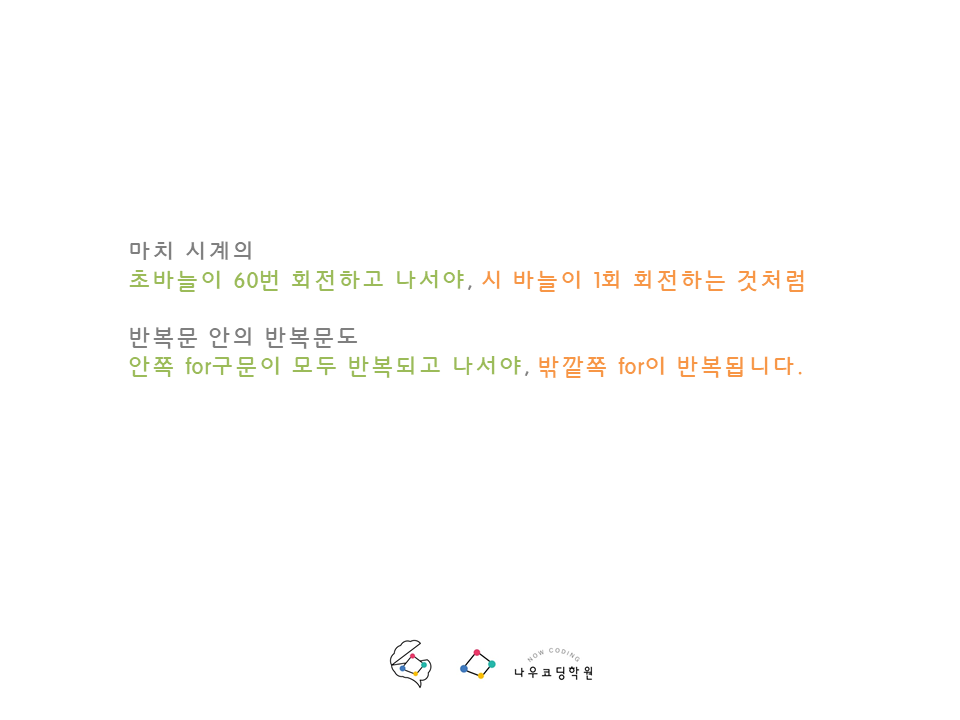 마치 시계의
초바늘이 60번 회전하고 나서야, 시 바늘이 1회 회전하는 것처럼
반복문 안의 반복문도
안쪽 for구문이 모두 반복되고 나서야, 밖깥쪽 for이 반복됩니다.
NOW CODING
나우코딩학원